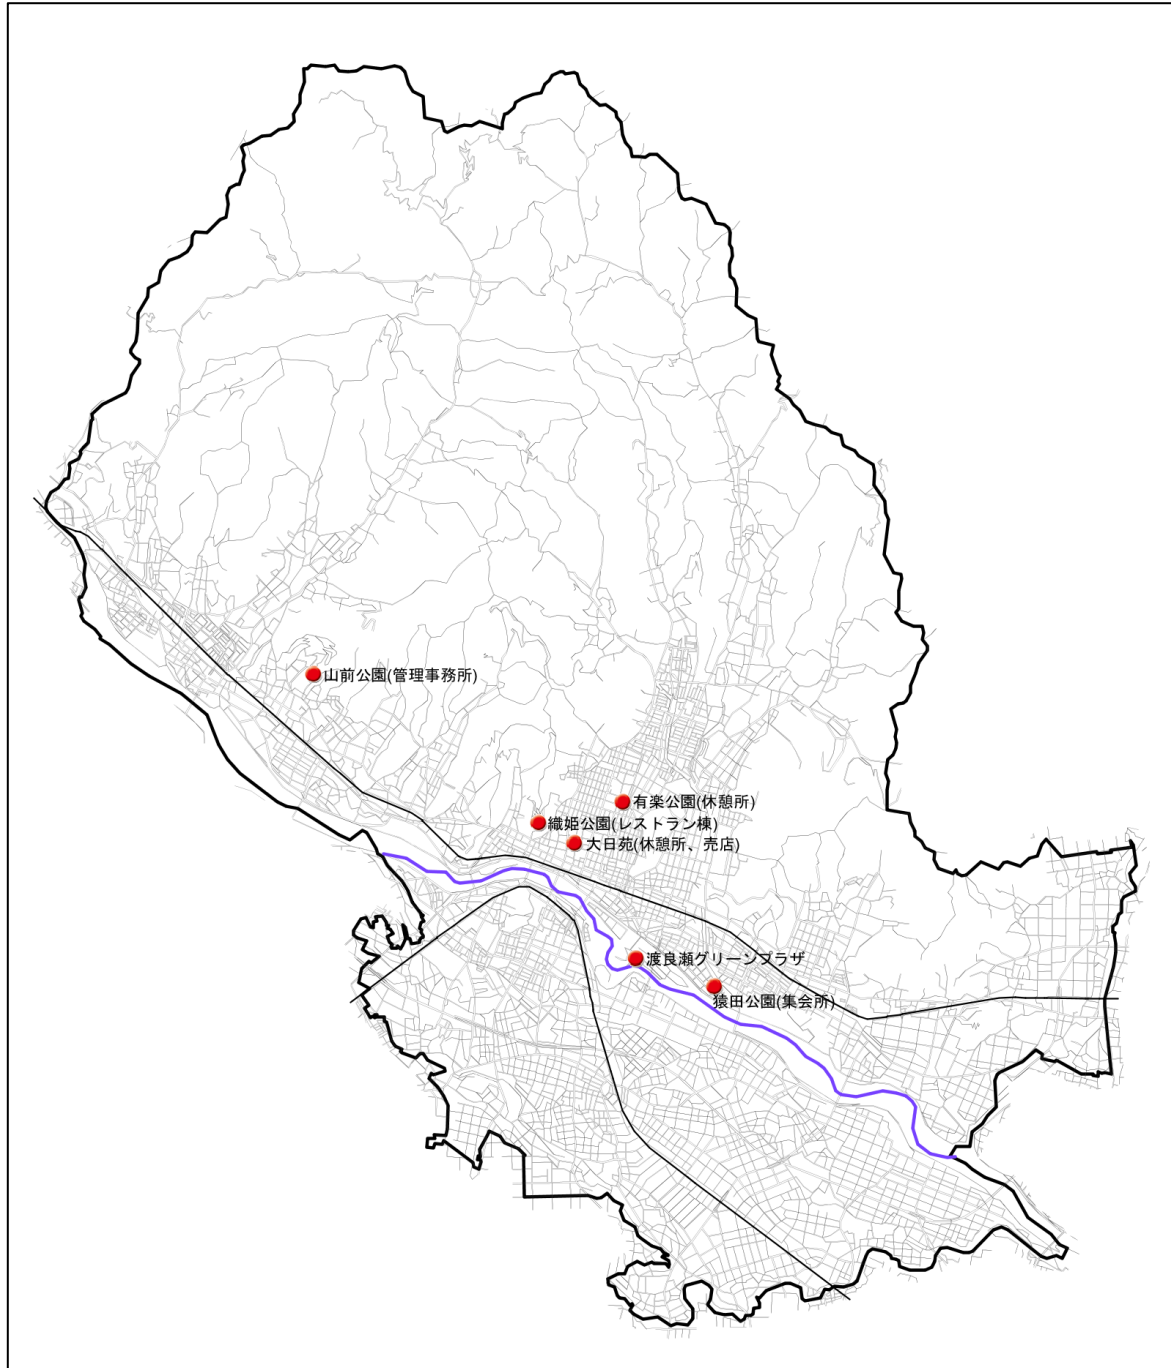 山前公園(管理事務所)
有楽公園(休憩所)
織姫公園(レストラン棟)
大日苑(休憩所、売店)
渡良瀬グリーンプラザ
猿田公園(集会所)